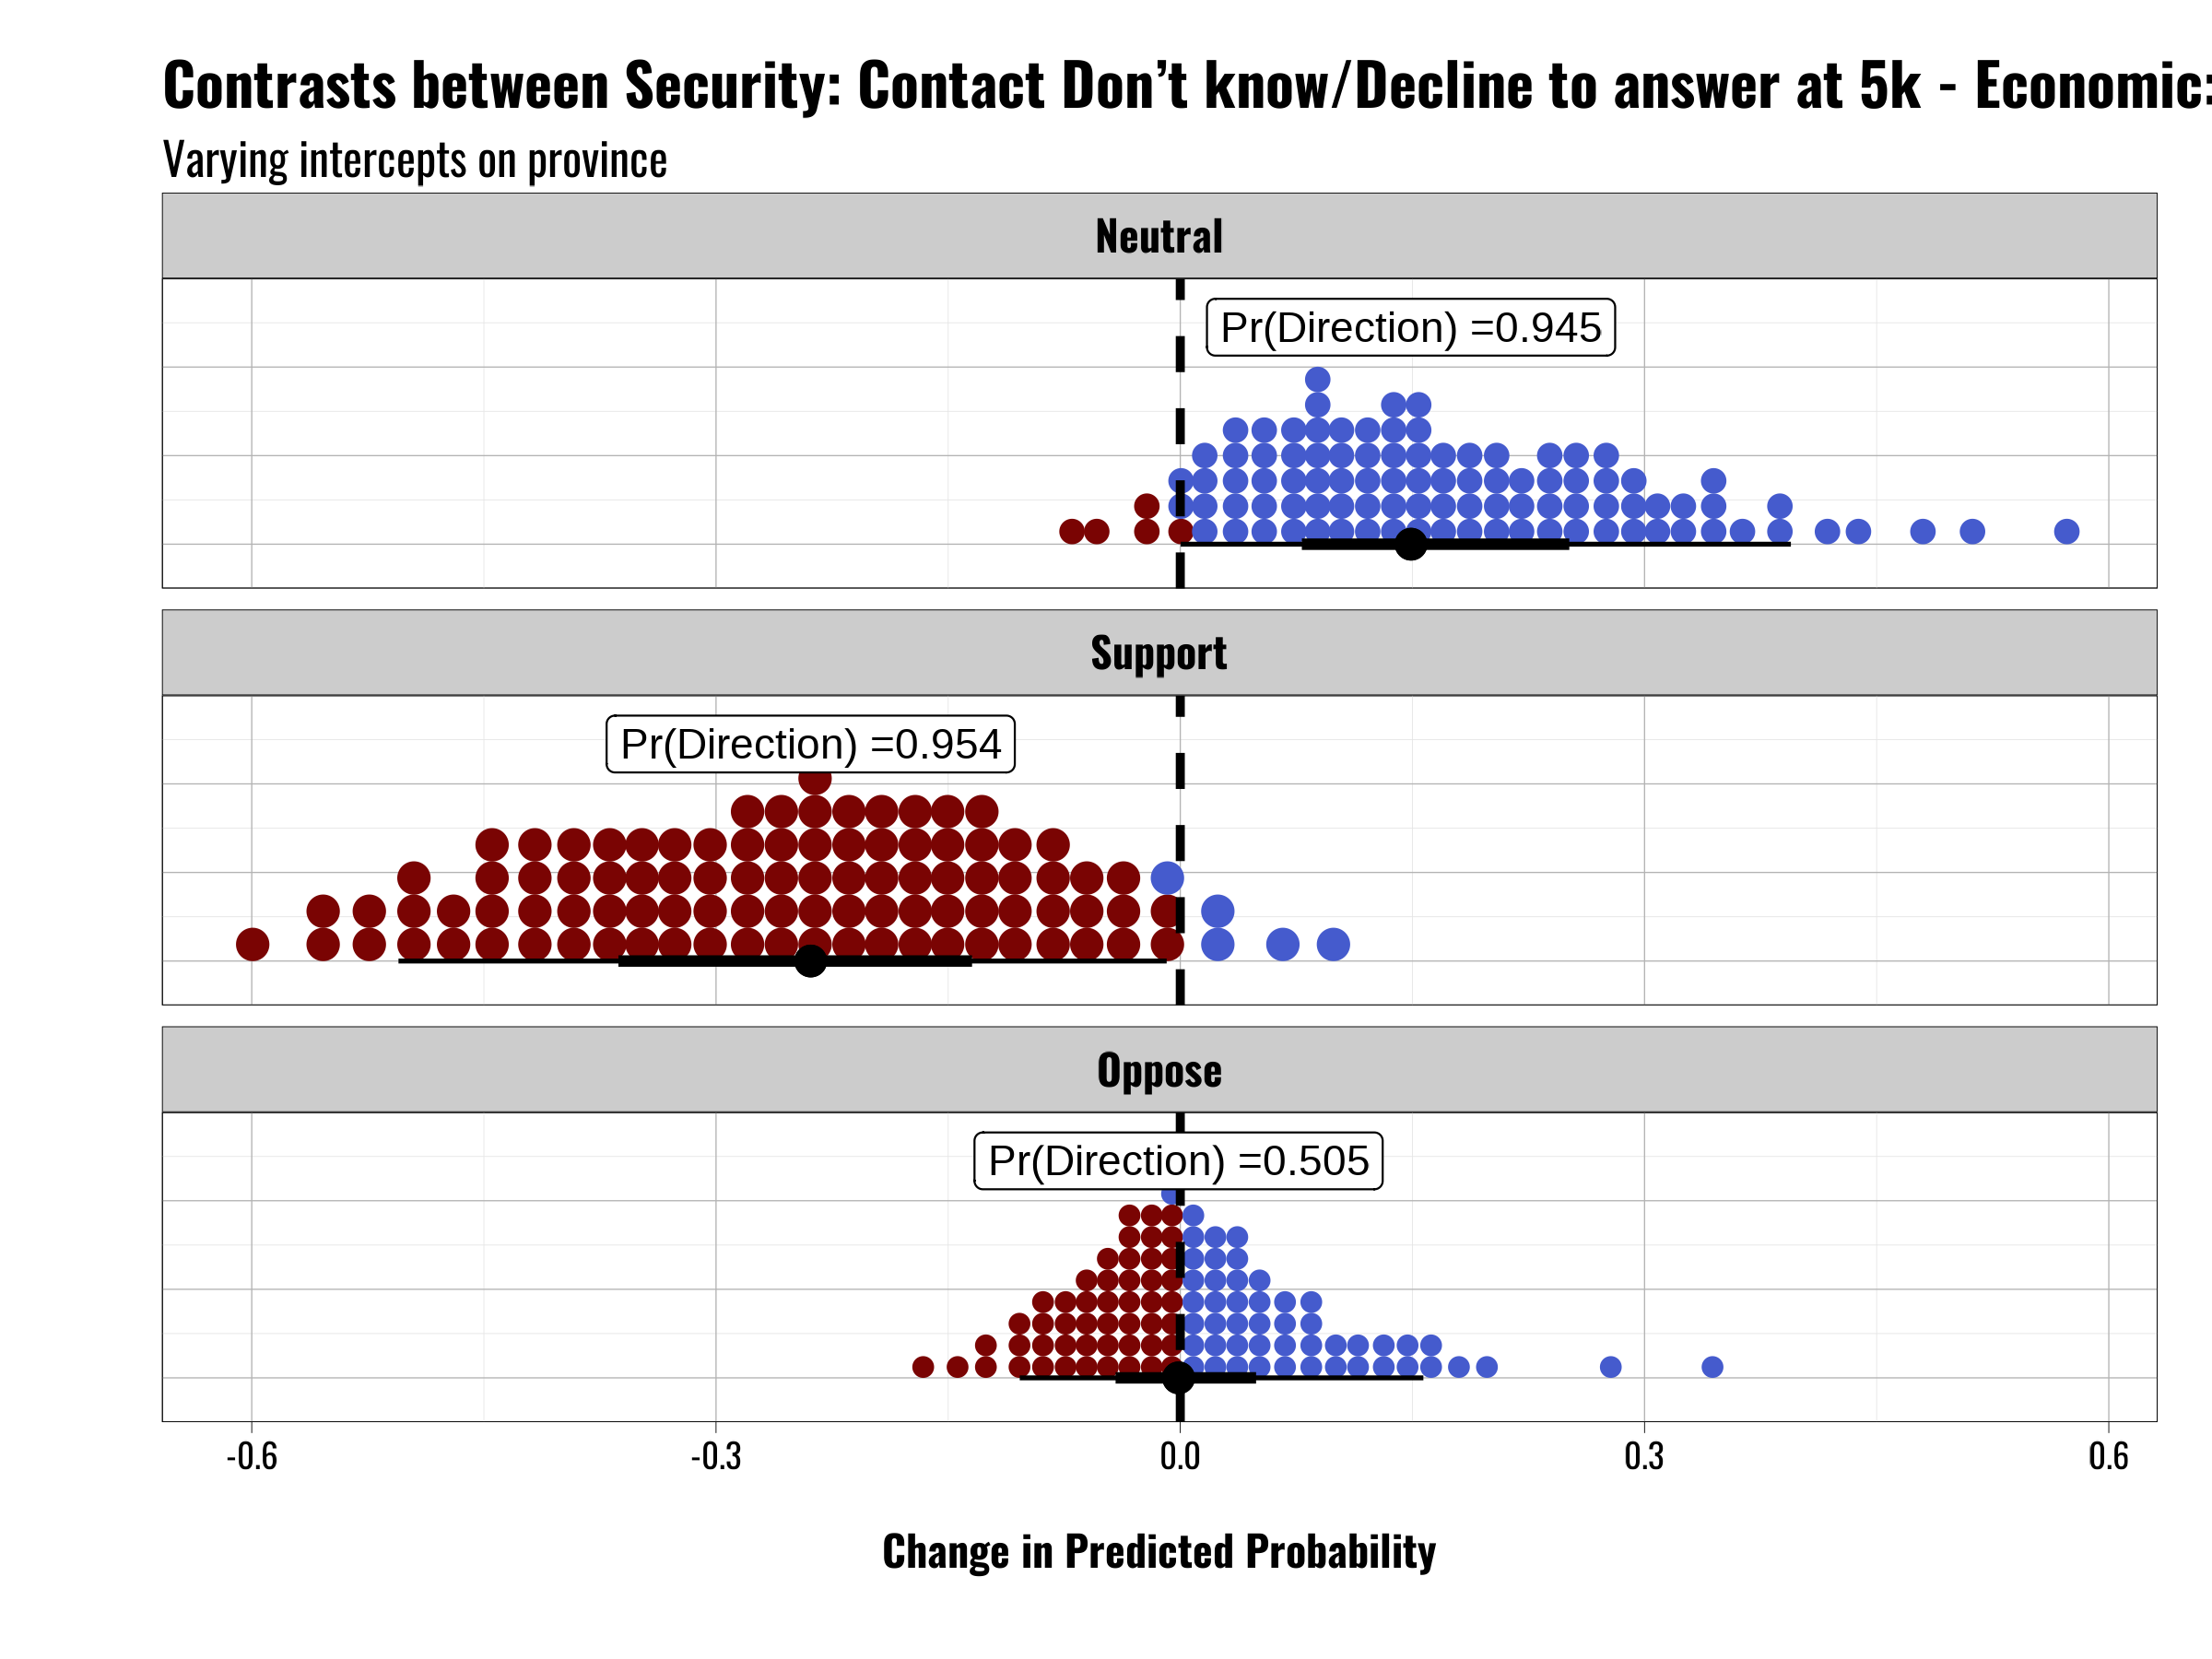 Contrasts between Security: Contact Don’t know/Decline to answer at 5k - Economic:
Varying intercepts on province
Neutral
Pr(Direction) =0.945
Support
Pr(Direction) =0.954
Oppose
Pr(Direction) =0.505
-0.6 -0.3 0.0 0.3 0.6
Change in Predicted Probability